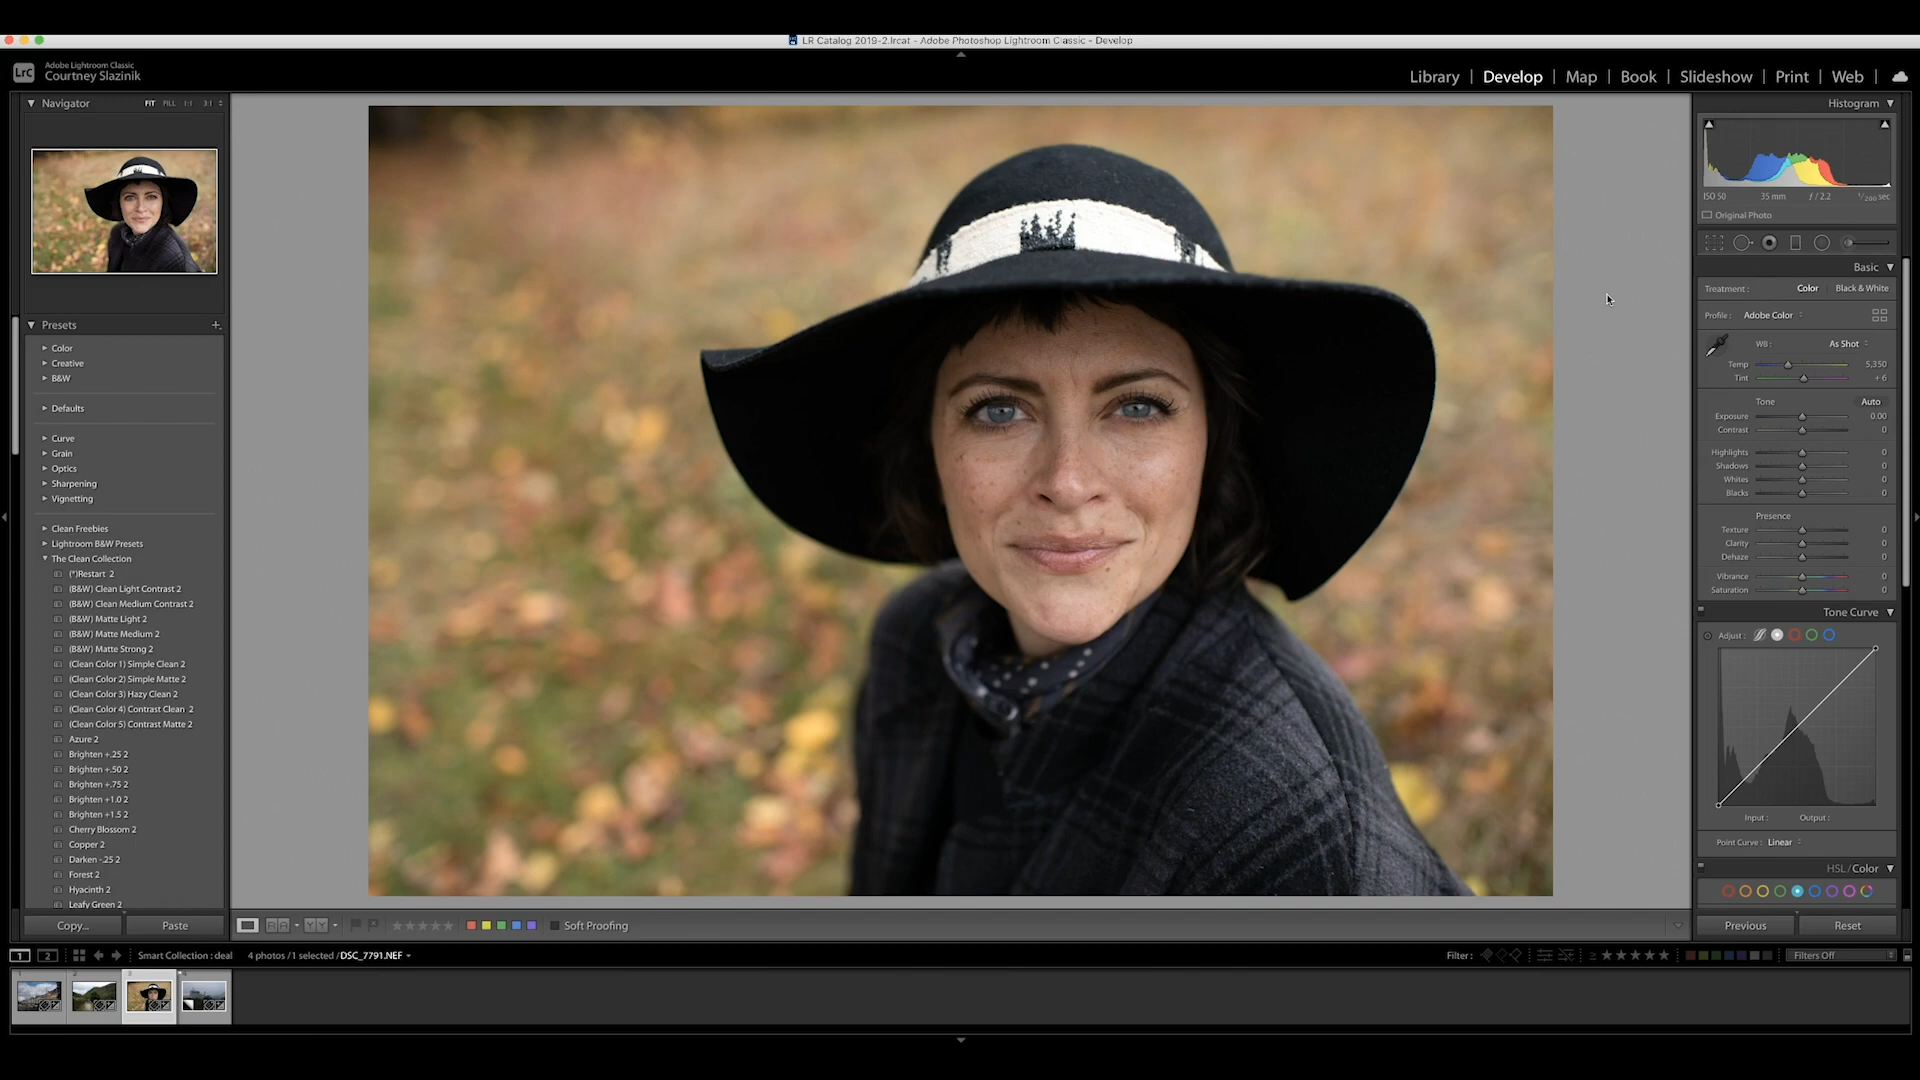 LR Catalog 2019-2.lrcat - Adobe Photoshop Lightroom Classic - Develop
LrC
Adobe Lightroom Classic
Courtney Slazinik
Library | Develop | Map | Book | Slideshow | Print | Web
Navigator
FIT FILL 1:1 3:1
Presets
Color
Creative
B&W
Defaults
Curve
Grain
Optics
Sharpening
Vignetting
Clean Freebies
Lightroom B&W Presets
The Clean Collection
(*)Restart 2
(B&W) Clean Light Contrast 2
(B&W) Clean Medium Contrast 2
(B&W) Matte Light 2
(B&W) Matte Medium 2
(B&W) Matte Strong 2
(Clean Color 1) Simple Clean 2
(Clean Color 2) Simple Matte 2
(Clean Color 3) Hazy Clean 2
(Clean Color 4) Contrast Clean 2
(Clean Color 5) Contrast Matte 2
Azure 2
Brighten +.25 2
Brighten +.50 2
Brighten +.75 2
Brighten +1.0 2
Brighten +1.5 2
Cherry Blossom 2
Copper 2
Darken -.25 2
Forest 2
Hyacinth 2
Leafy Green 2
Copy... Paste
Soft Proofing
Histogram
ISO 50 35 mm ƒ / 2.2 1/200 sec
Original Photo
Basic
Treatment : Color Black & White
Profile : Adobe Color
WB : As Shot
Temp 5,350
Tint + 6
Tone Auto
Exposure 0.00
Contrast 0
Highlights 0
Shadows 0
Whites 0
Blacks 0
Presence
Texture 0
Clarity 0
Dehaze 0
Vibrance 0
Saturation 0
Tone Curve
Adjust :
Input : Output :
Point Curve : Linear
HSL / Color
Previous Reset
1 2 Smart Collection : deal 4 photos /1 selected /DSC_7791.NEF
Filter : Filters Off